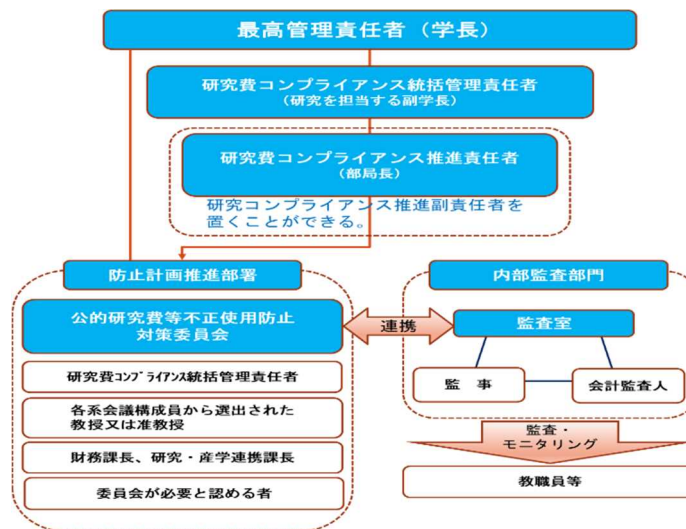 最高管理責任者（学長）
研究費コンプライアンス統括管理責任者
（研究を担当する副学長）
研究費コンプライアンス推進責任者
（部局長）
研究コンプライアンス推進副責任者を
置くことができる。
防止計画推進部署
公的研究費等不正使用防止
対策委員会
研究費ｺﾝﾌﾟﾗｲｱﾝｽ統括管理責任者
各系会議構成員から選出された
教授又は准教授
財務課長、研究・産学連携課長
委員会が必要と認める者
連携
内部監査部門
監査室
監　事
会計監査人
監査・
モニタリング
教職員等